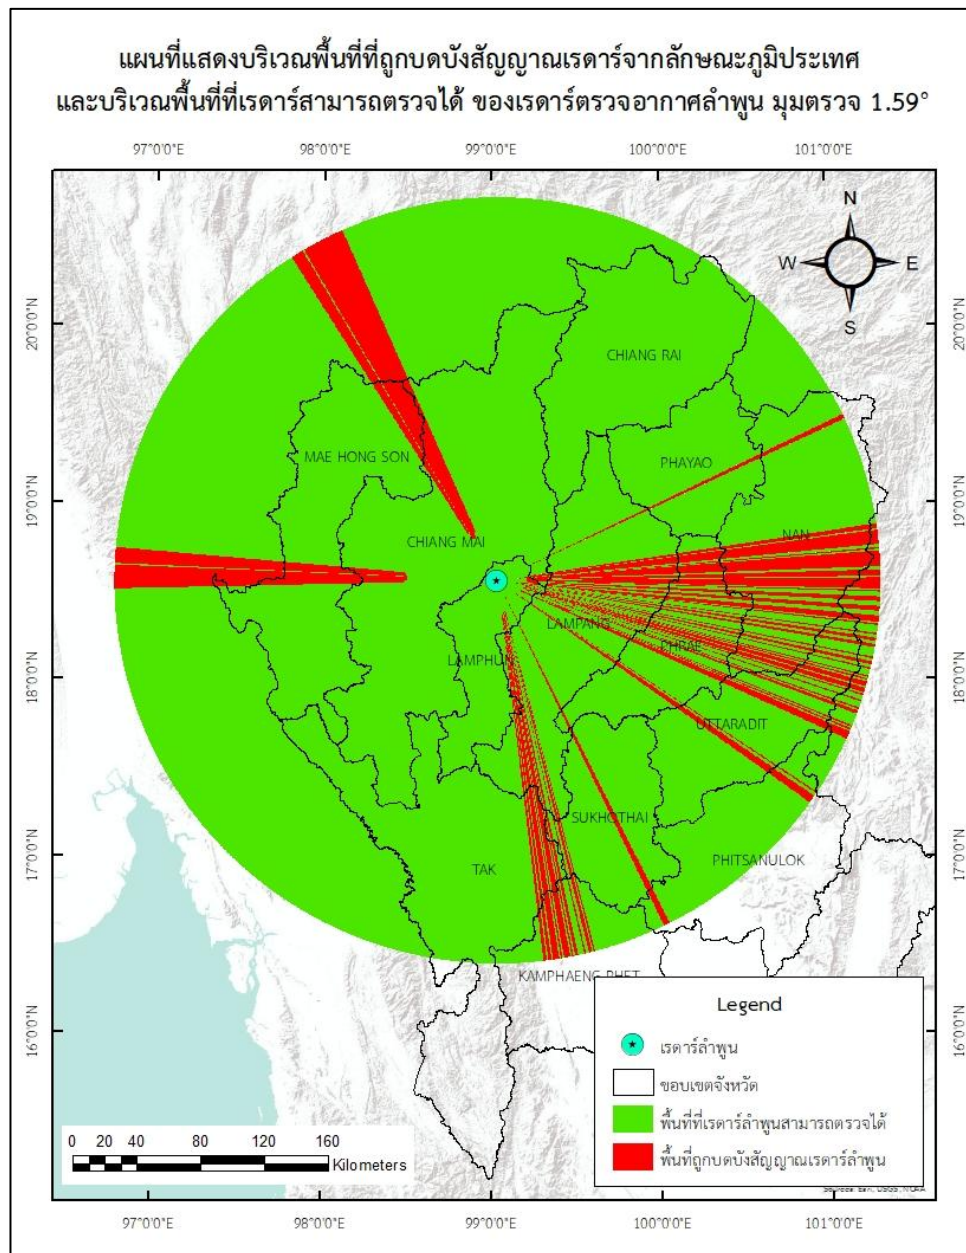 แผนที่แสดงบริเวณพื้นที่ที่ถูกบดบังสัญญาณเรดาร์จากลักษณะภูมิประเทศ
และบริเวณพื้นที่ที่เรดาร์สามารถตรวจได้ ของเรดาร์ตรวจอากาศลำพูน มุมตรวจ 1.59°
97°0'0"E 98°0'0"E 99°0'0"E 100°0'0"E 101°0'0"E
N
W E
S
20°0'0"N 20°0'0"N
CHIANG RAI
MAE HONG SON
PHAYAO
19°0'0"N 19°0'0"N
NAN
CHIANG MAI
LAMPANG
PHRAE
LAMPHUN
18°0'0"N 18°0'0"N
UTTARADIT
SUKHOTHAI
PHITSANULOK
17°0'0"N 17°0'0"N
TAK
KAMPHAENG PHET
Legend
เรดาร์ลำพูน
ขอบเขตจังหวัด
พื้นที่ที่เรดาร์ลำพูนสามารถตรวจได้
พื้นที่ถูกบดบังสัญญาณเรดาร์ลำพูน
16°0'0"N 16°0'0"N
0 20 40 80 120 160
Kilometers
Sources: Esri, USGS, NOAA
97°0'0"E 98°0'0"E 99°0'0"E 100°0'0"E 101°0'0"E